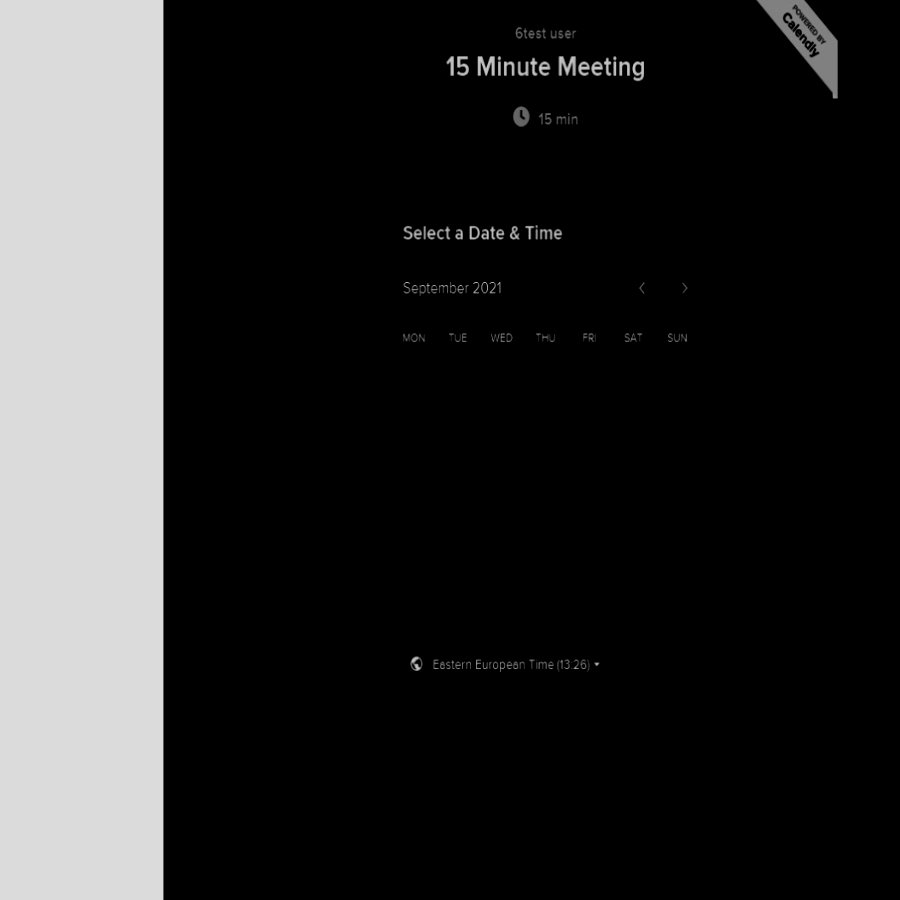 6test user
15 Minute Meeting
15 min
POWERED BY
Calendly
Select a Date & Time
September 2021
MON TUE WED THU FRI SAT SUN
Eastern European Time (13:26)